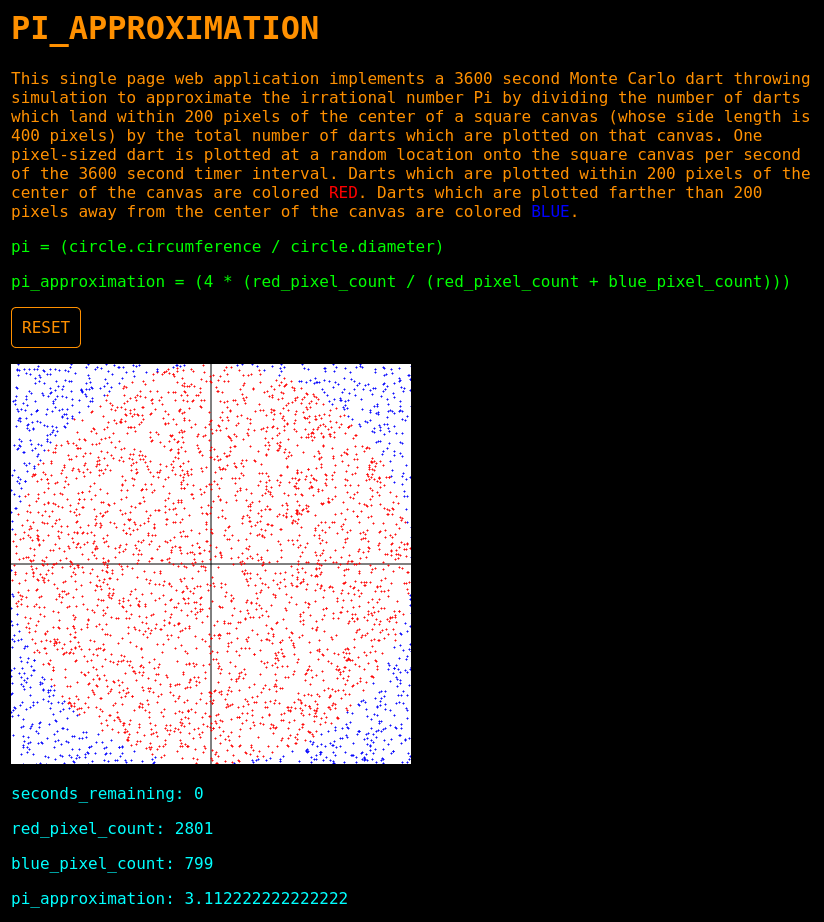 PI_APPROXIMATION
This single page web application implements a 3600 second Monte Carlo dart throwing
simulation to approximate the irrational number Pi by dividing the number of darts
which land within 200 pixels of the center of a square canvas (whose side length is
400 pixels) by the total number of darts which are plotted on that canvas. One
pixel-sized dart is plotted at a random location onto the square canvas per second
of the 3600 second timer interval. Darts which are plotted within 200 pixels of the
center of the canvas are colored RED. Darts which are plotted farther than 200
pixels away from the center of the canvas are colored BLUE.
pi = (circle.circumference / circle.diameter)
pi_approximation = (4 * (red_pixel_count / (red_pixel_count + blue_pixel_count)))
RESET
seconds_remaining: 0
red_pixel_count: 2801
blue_pixel_count: 799
pi_approximation: 3.112222222222222